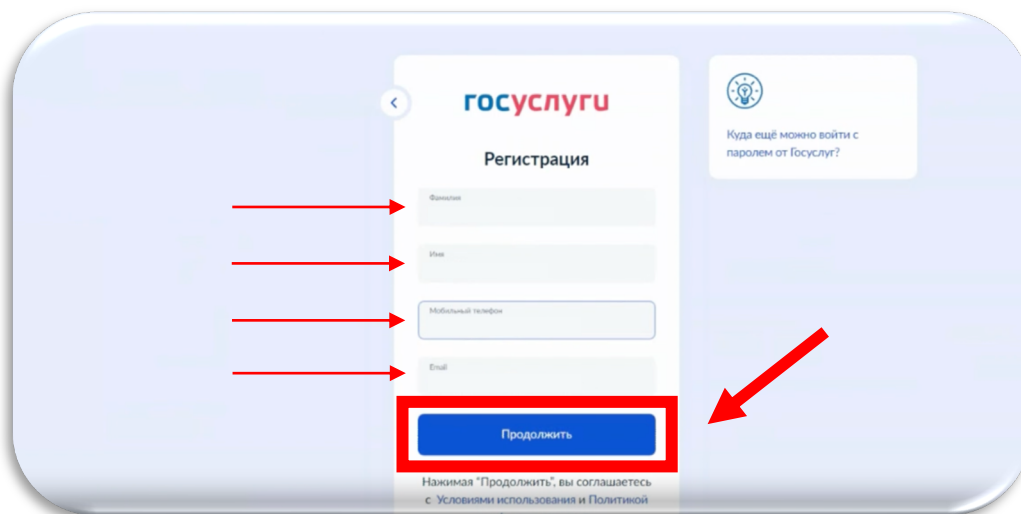 госуслуги
Куда ещё можно войти с
паролем от Госуслуг?
Регистрация
Фамилия
Имя
Мобильный телефон
Email
Продолжить
Нажимая "Продолжить", вы соглашаетесь
с Условиями использования и Политикой